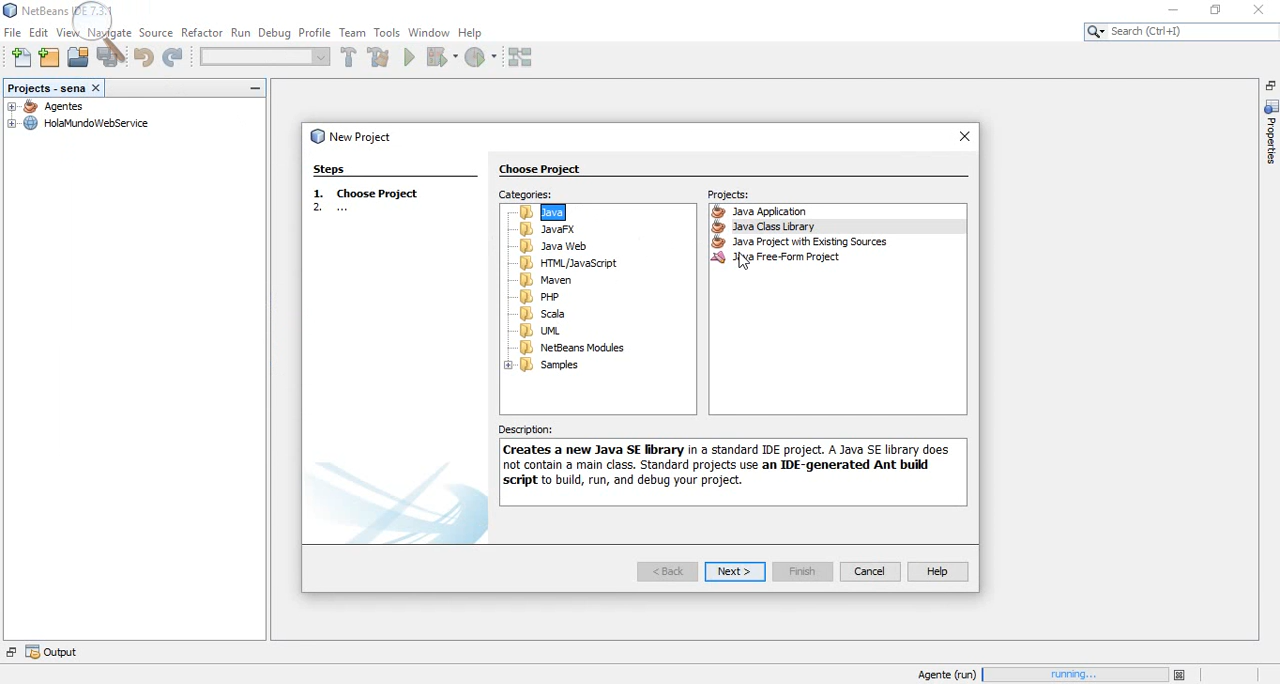 NetBeans IDE 7.3.1
File Edit View Navigate Source Refactor Run Debug Profile Team Tools Window Help
Search (Ctrl+I)
Projects - sena
Agentes
HolaMundoWebService
Properties
New Project
Steps
1. Choose Project
2. ...
Choose Project
Categories:
Java
JavaFX
Java Web
HTML/JavaScript
Maven
PHP
Scala
UML
NetBeans Modules
Samples
Projects:
Java Application
Java Class Library
Java Project with Existing Sources
Java Free-Form Project
Description:
Creates a new Java SE library in a standard IDE project. A Java SE library does
not contain a main class. Standard projects use an IDE-generated Ant build
script to build, run, and debug your project.
< Back Next > Finish Cancel Help
Output
Agente (run) running...